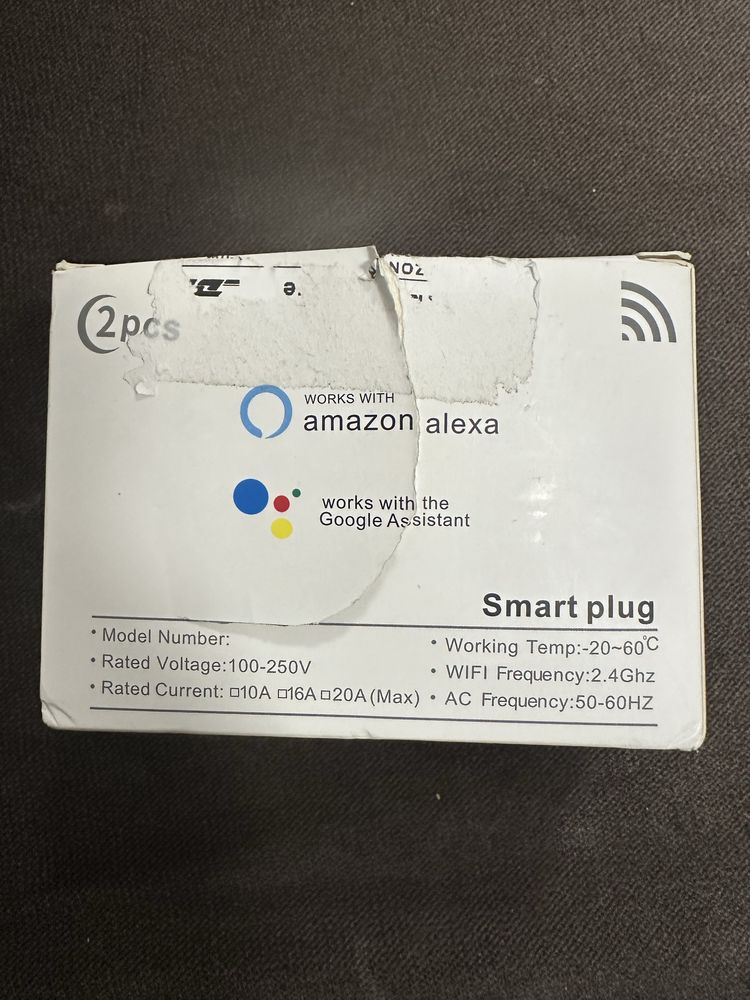 2pcs
WORKS WITH
amazon alexa
works with the
Google Assistant
Smart plug
• Model Number:
• Rated Voltage:100-250V
• Rated Current: □10A □16A □20A (Max)
• Working Temp:-20~60℃
• WIFI Frequency:2.4Ghz
• AC Frequency:50-60HZ